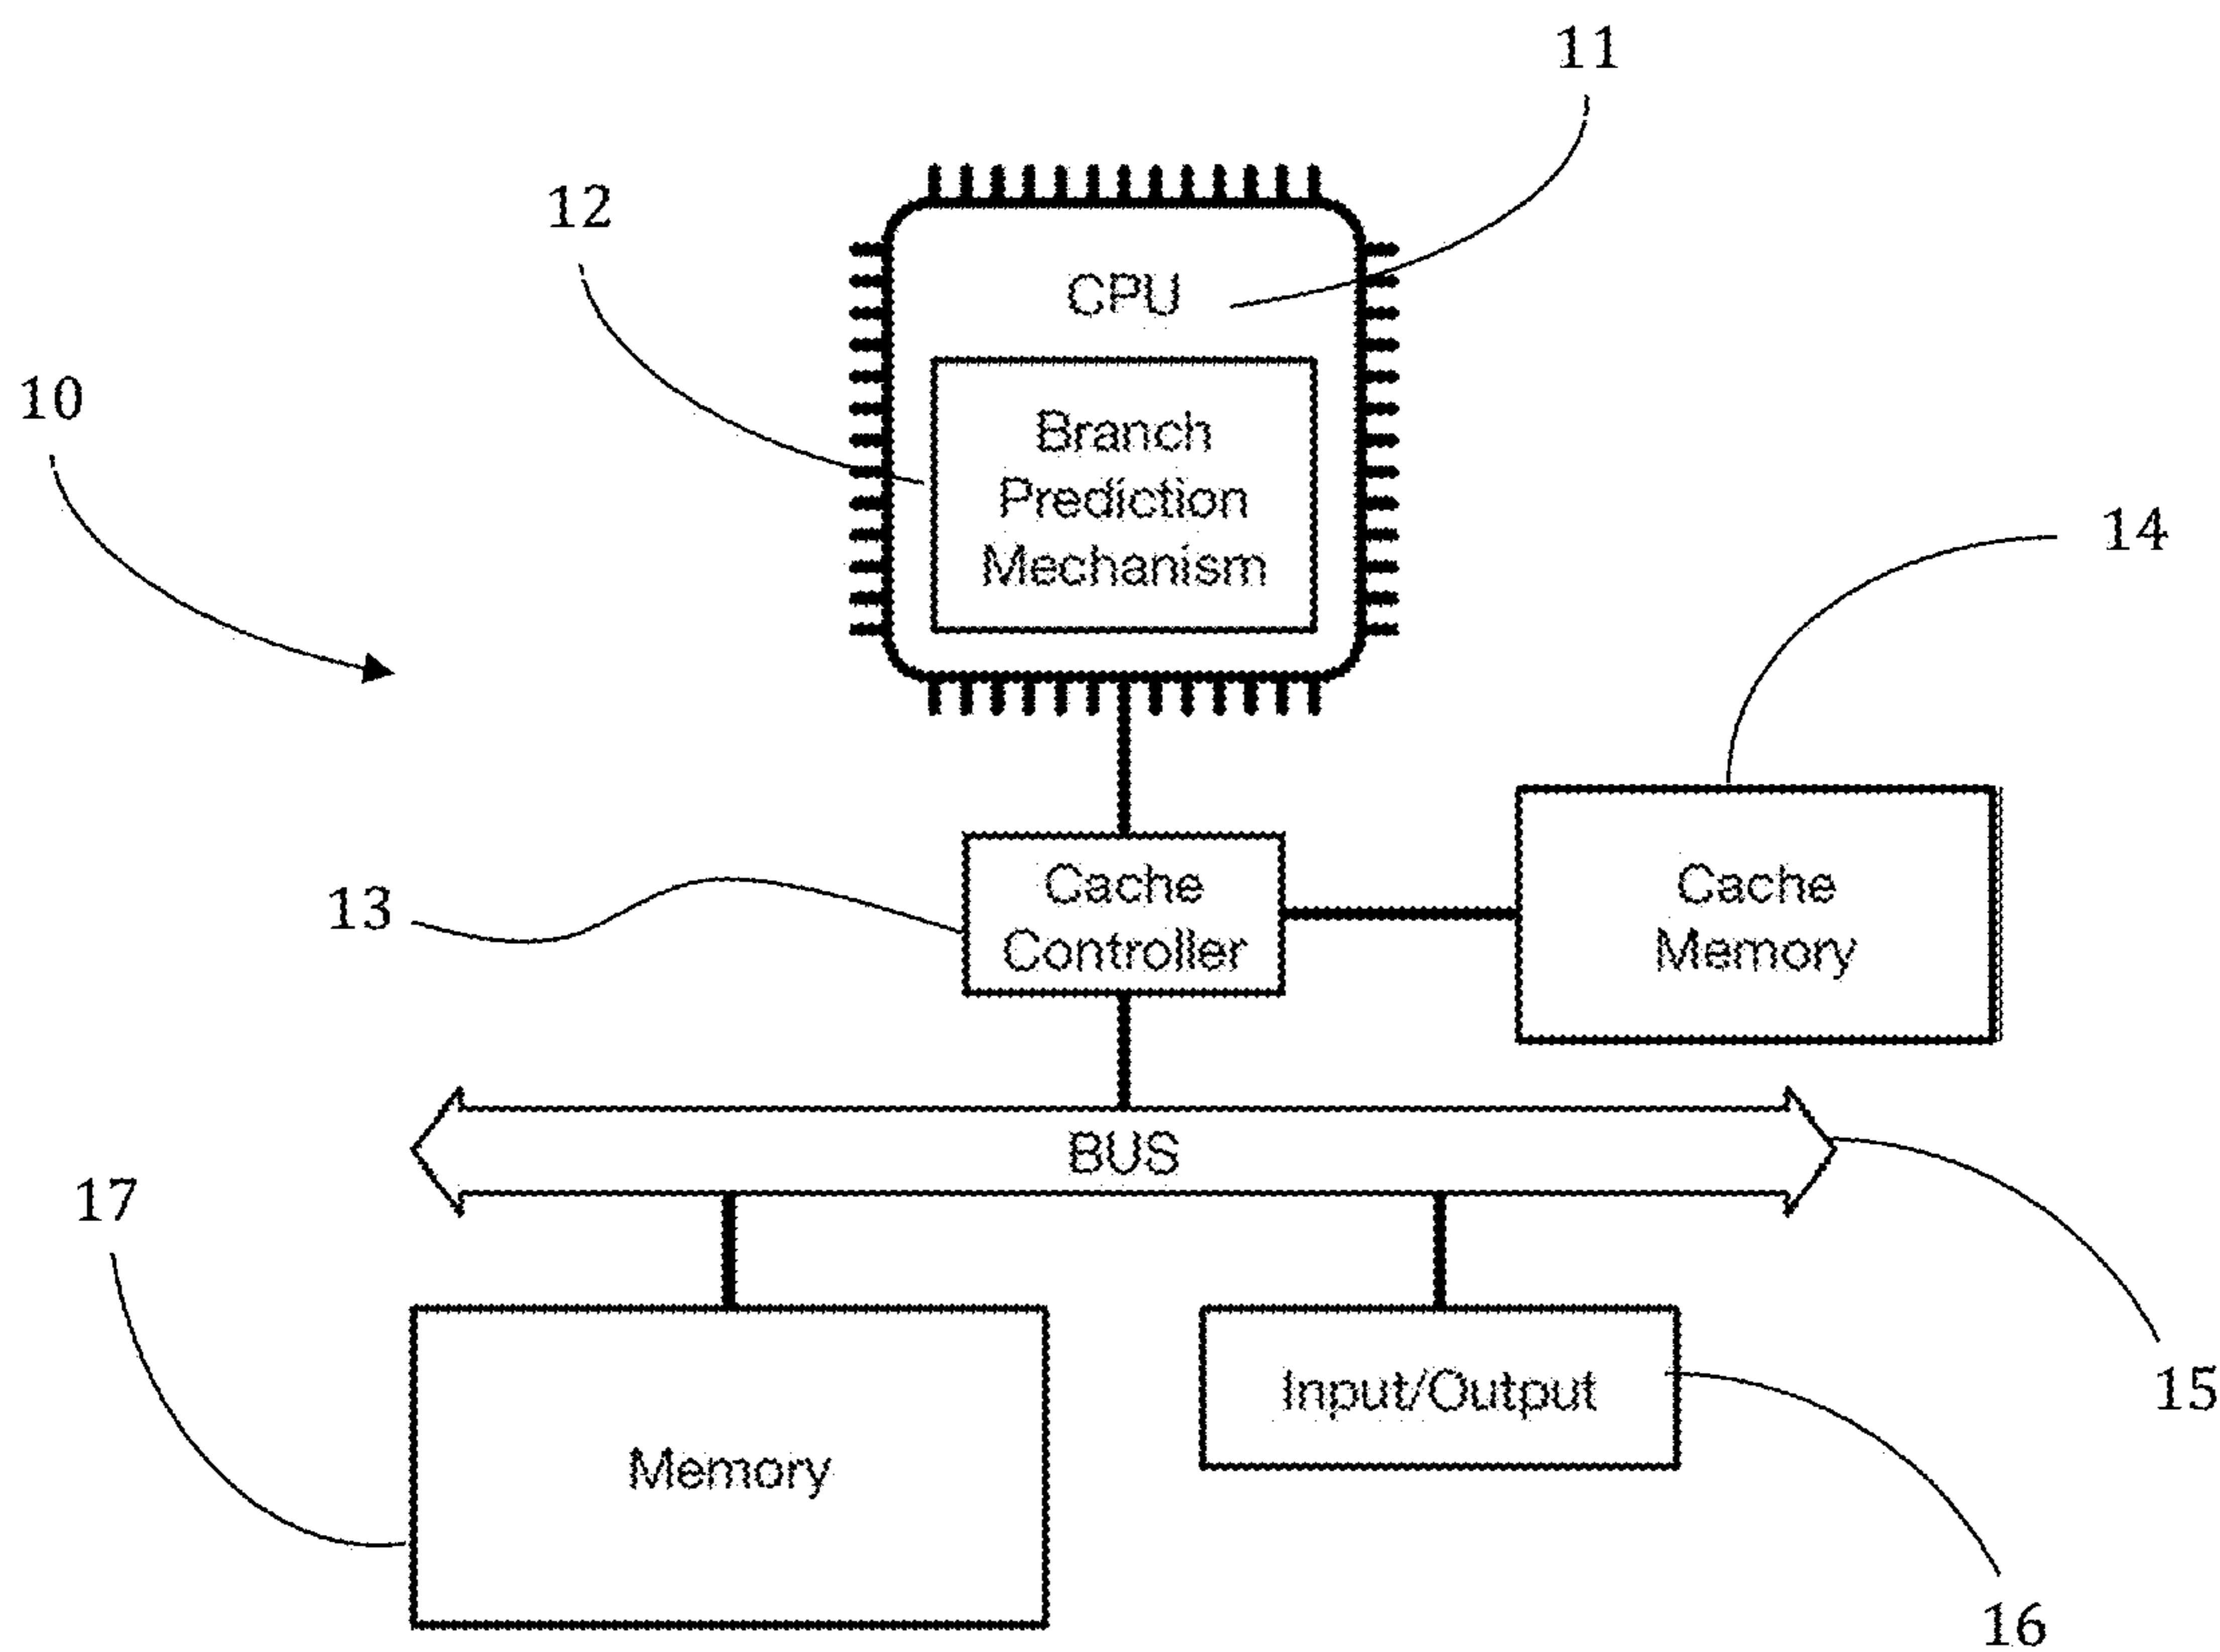 11
12
CPU
10
Branch
Prediction
Mechanism
14
13
Cache
Controller
Cache
Memory
BUS
17
15
Input/Output
Memory
16